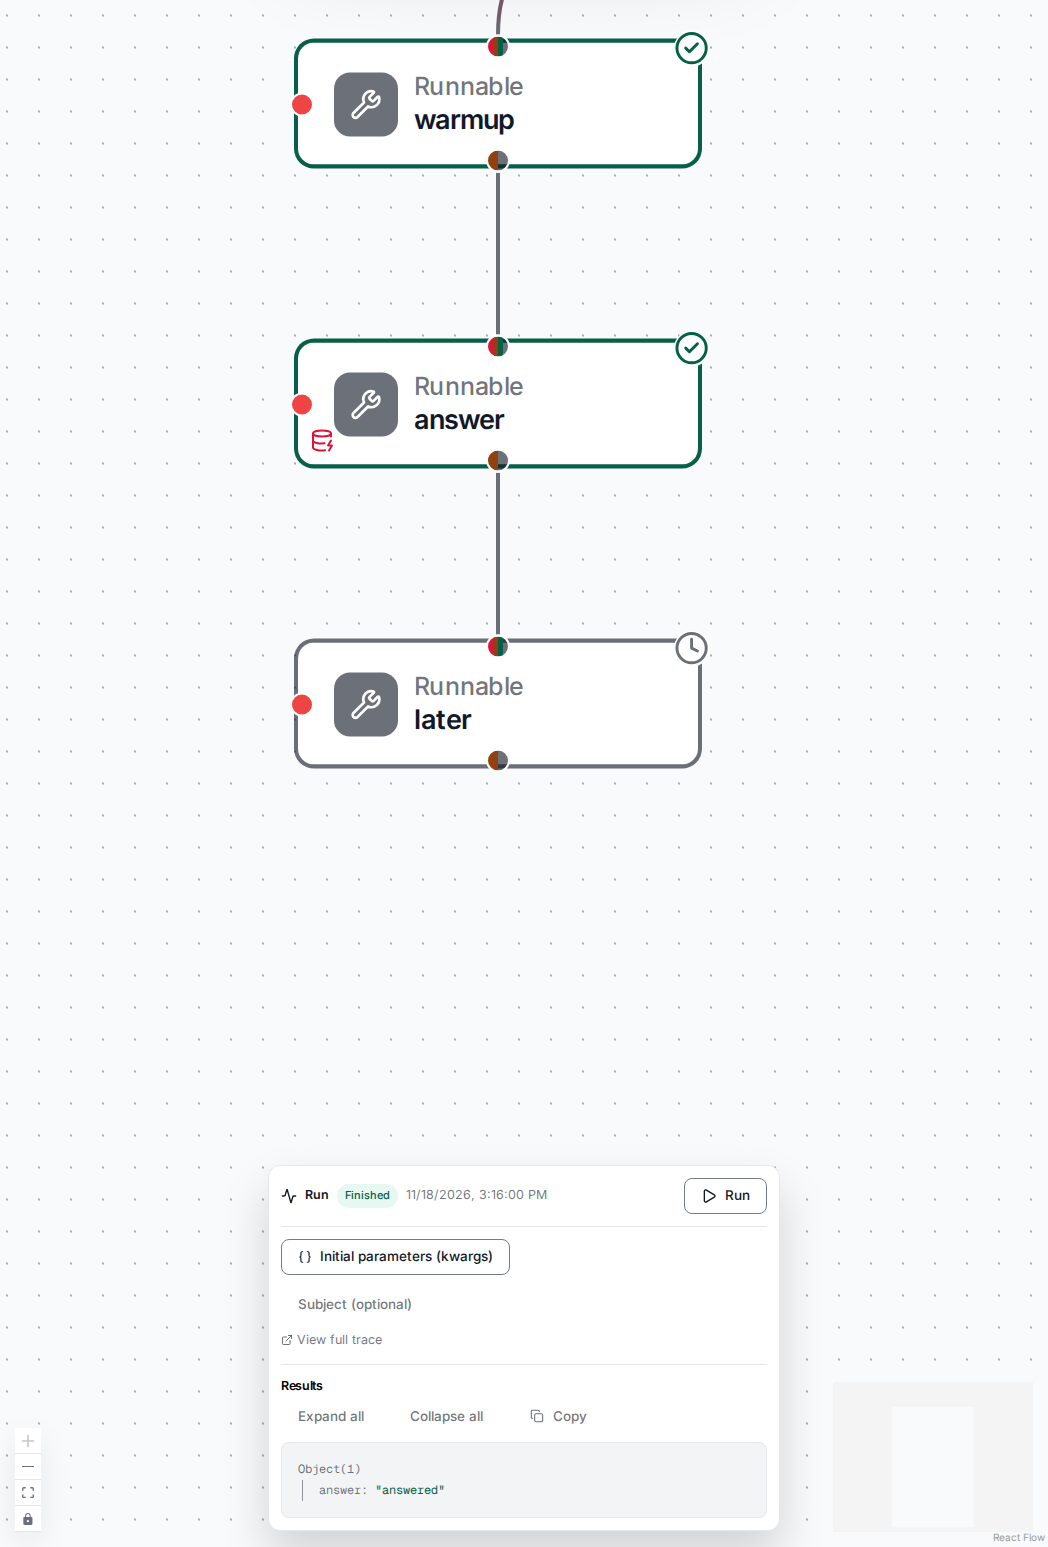 Runnable
warmup
Runnable
answer
Runnable
later
Run Finished 11/18/2026, 3:16:00 PM Run
{} Initial parameters (kwargs)
Subject (optional)
View full trace
Results
Expand all Collapse all Copy
Object(1)
answer: "answered"
React Flow